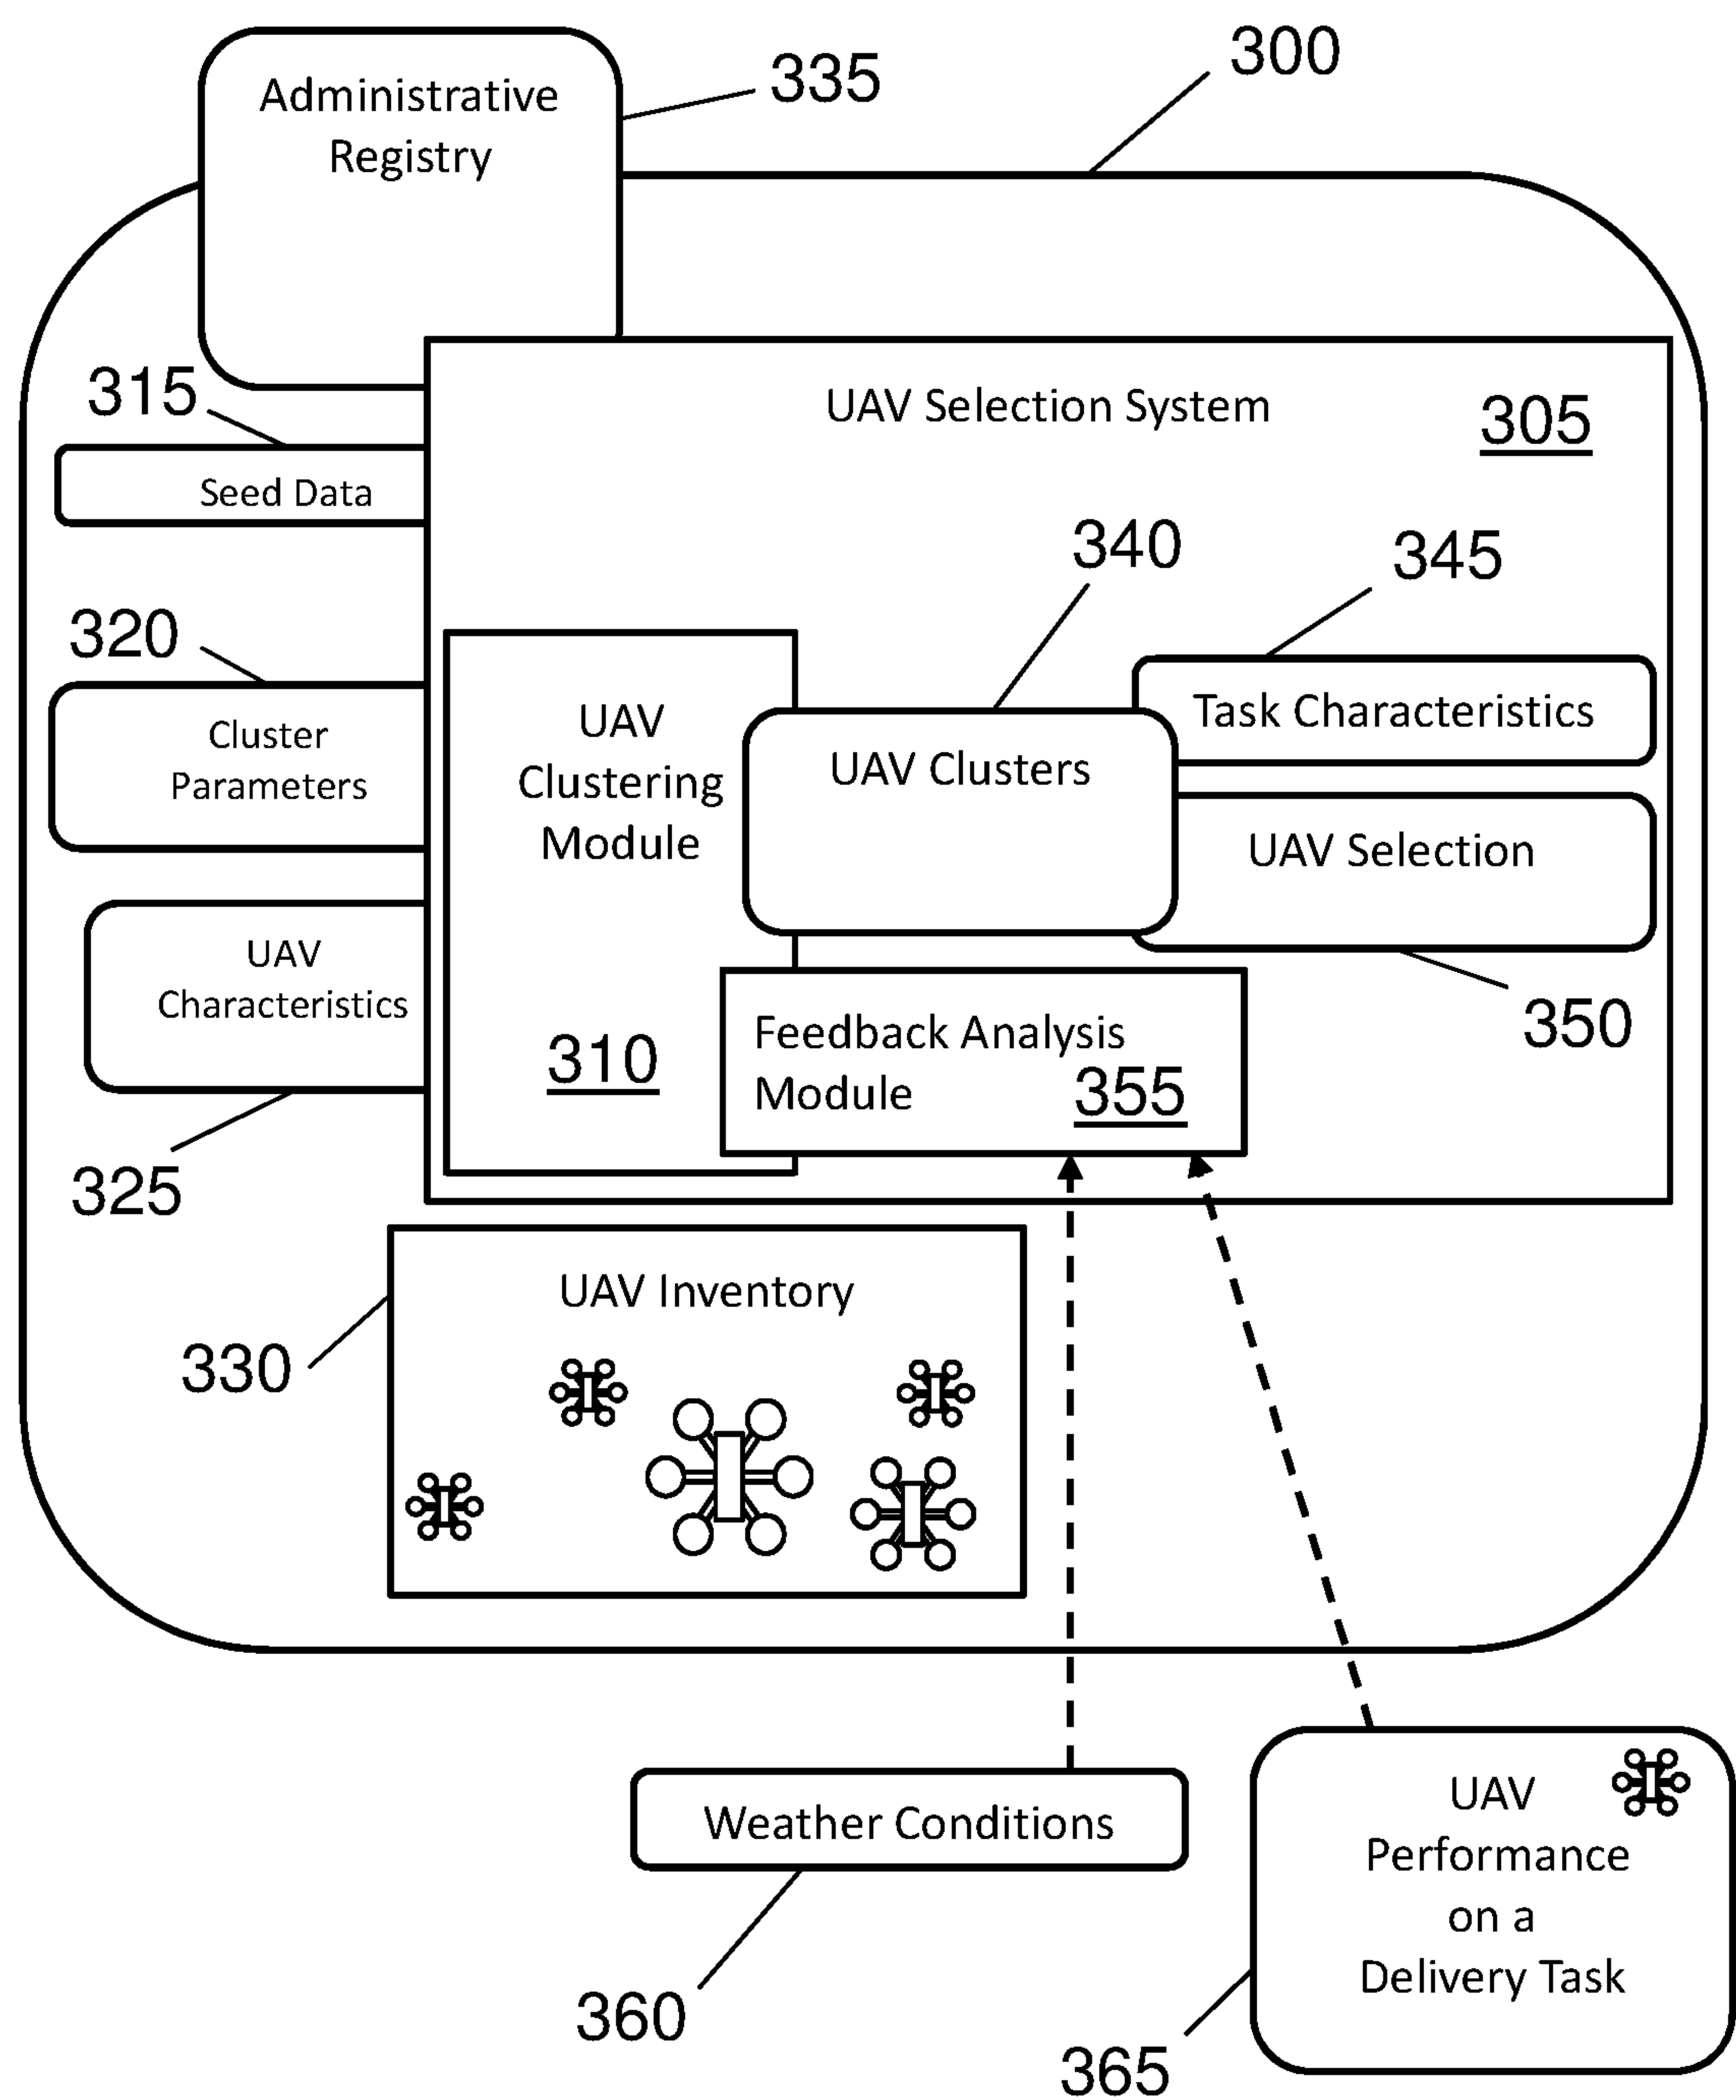 300
335
Administrative
Registry
315
UAV Selection System
305
Seed Data
340
345
320
UAV
Clustering
Module
Task Characteristics
Cluster
Parameters
UAV Clusters
UAV Selection
UAV
Characteristics
350
310
Feedback Analysis
Module
355
325
UAV Inventory
330
Weather Conditions
UAV
Performance
on a
Delivery Task
360
365